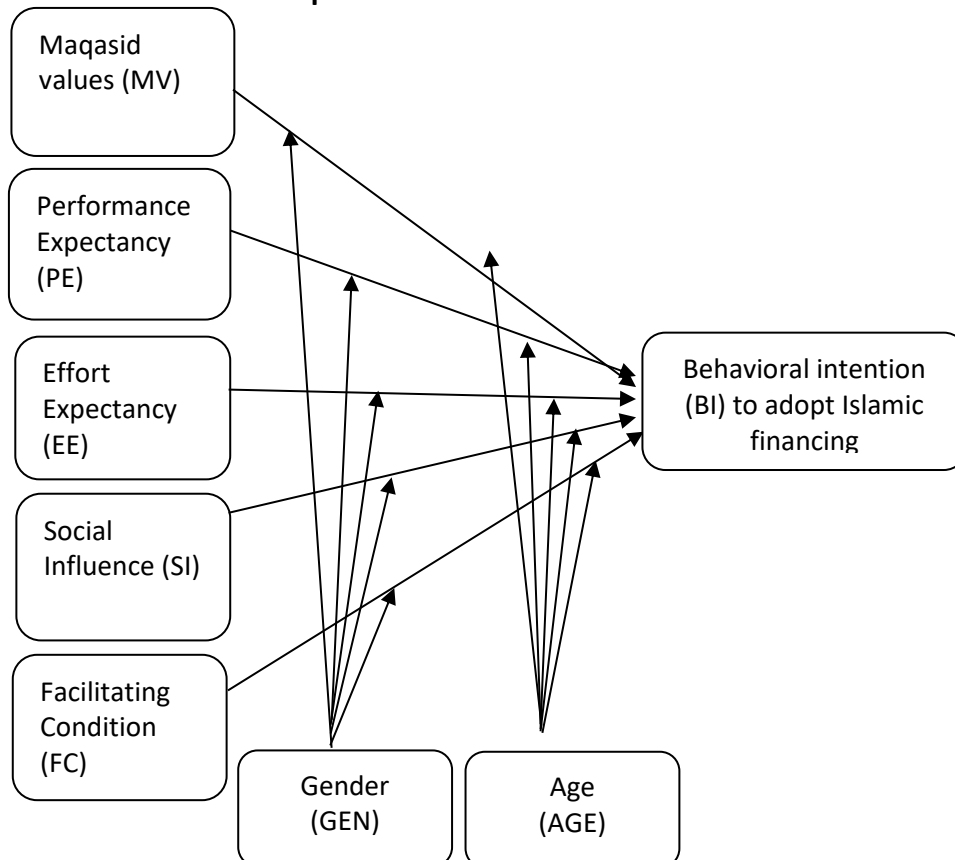 Maqasid
values (MV)
Performance
Expectancy
(PE)
Effort
Expectancy
(EE)
Social
Influence (SI)
Facilitating
Condition
(FC)
Behavioral intention
(BI) to adopt Islamic
financing
Gender
(GEN)
Age
(AGE)